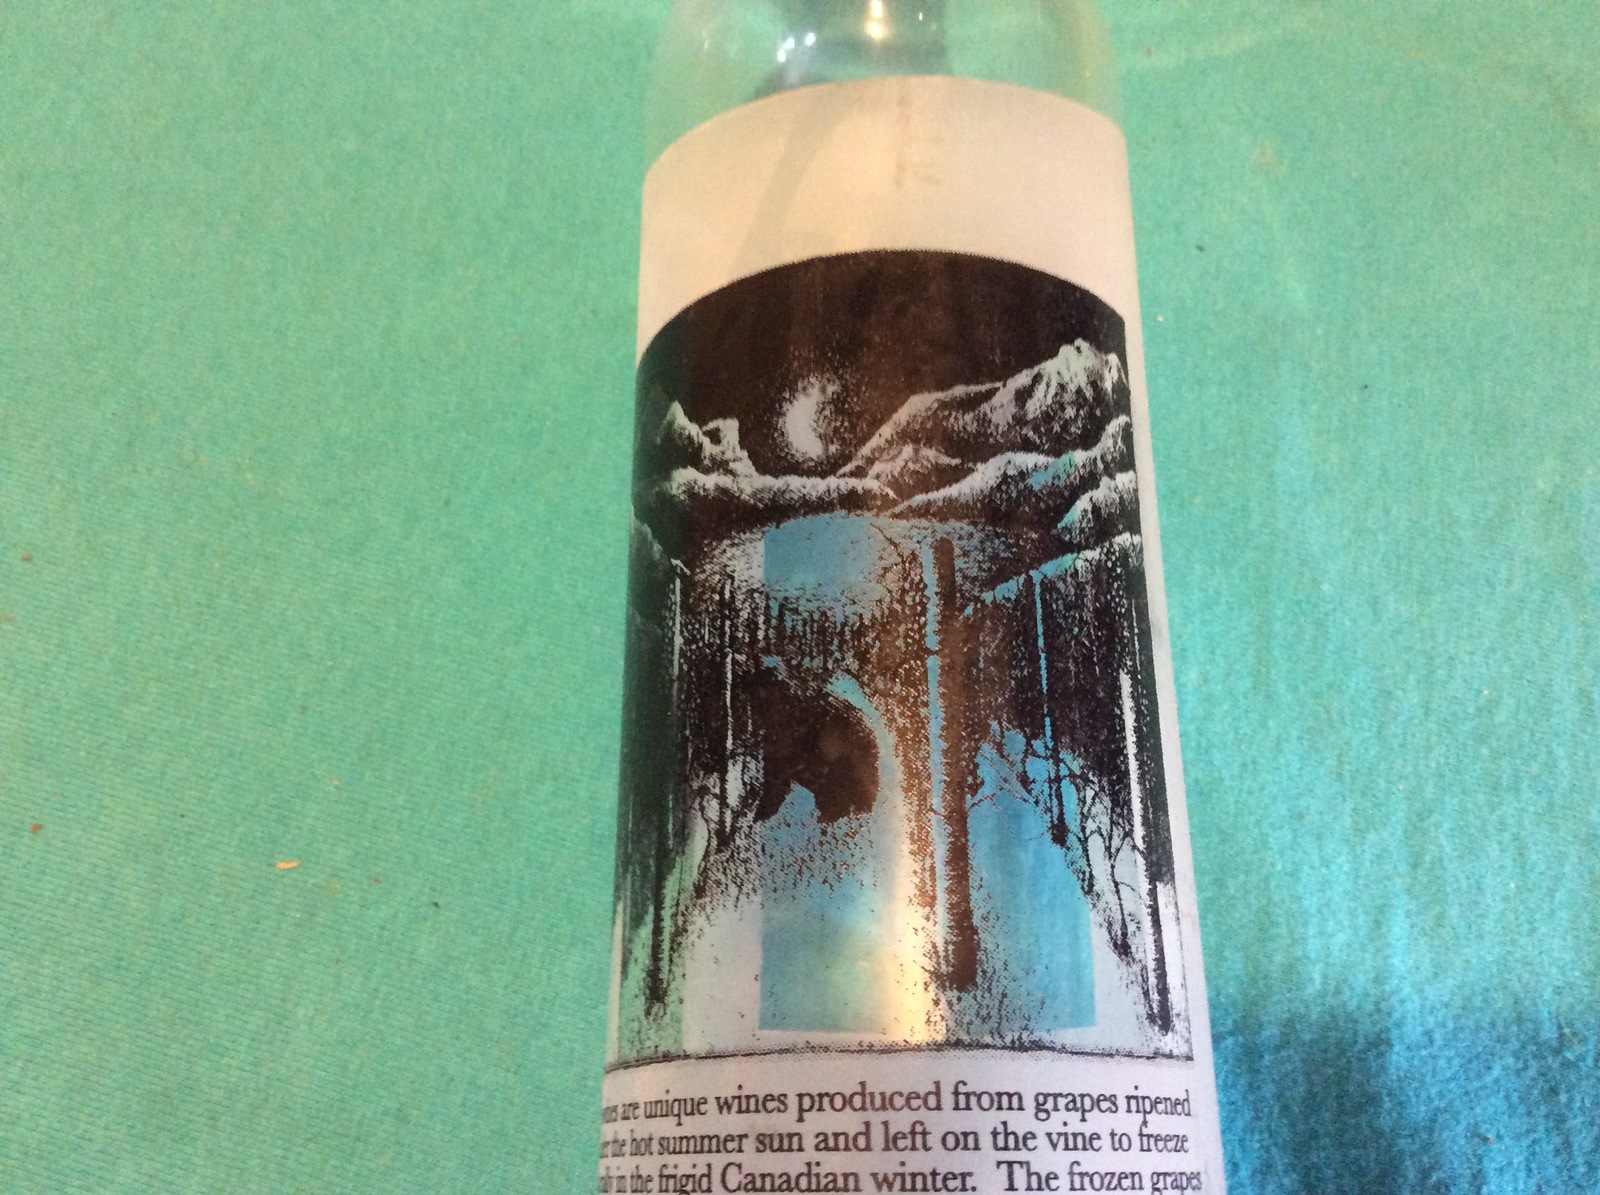 are unique wines produced from grapes ripened
the hot summer sun and left on the vine to freeze
in the frigid Canadian winter. The frozen grapes